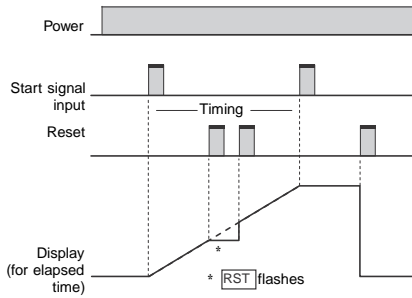 Power
Start signal
input
Timing
Reset
Display
(for elapsed
time)
*
* RST flashes